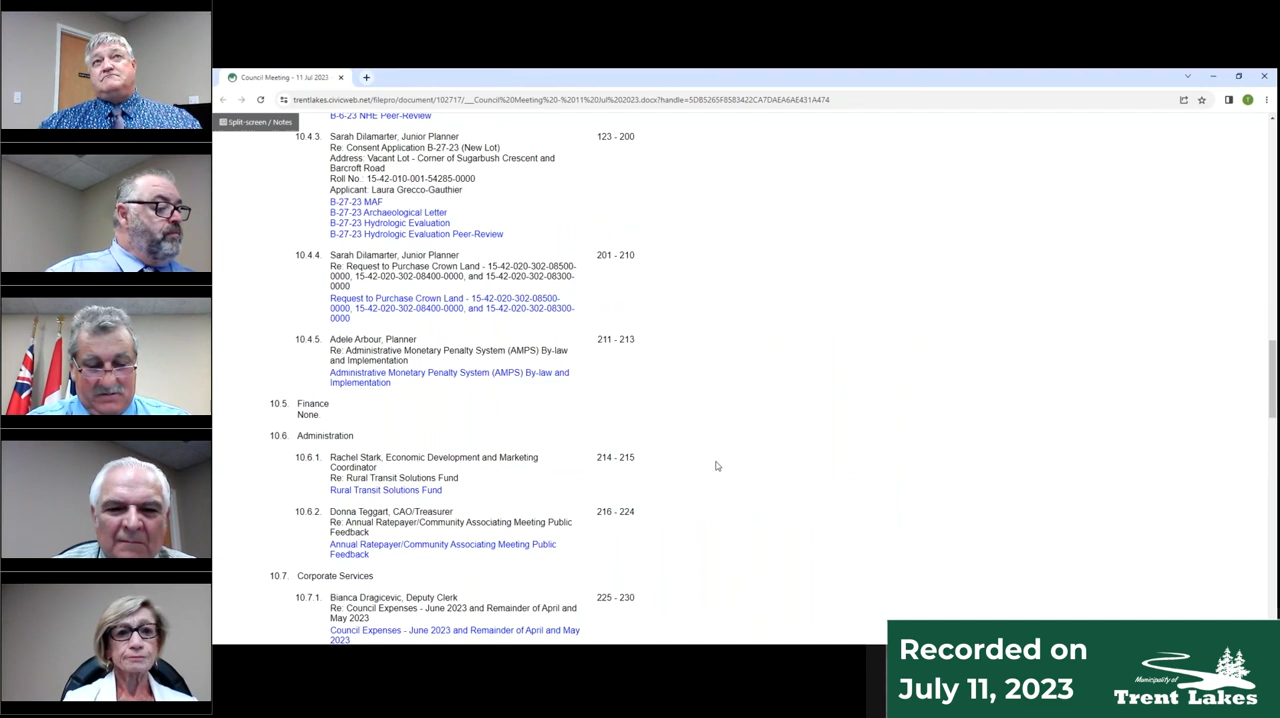 Council Meeting - 11 Jul 2023
trentlakes.civicweb.net/filepro/document/102717/___Council%20Meeting%20-%2011%20Jul%202023.docx?handle=5DB5265F8583422CA7DAEA6AE431A474
Split-screen / Notes
B-6-23 NHE Peer-Review
10.4.3. Sarah Dilamarter, Junior Planner 123 - 200
Re: Consent Application B-27-23 (New Lot)
Address: Vacant Lot - Corner of Sugarbush Crescent and
Barcroft Road
Roll No.: 15-42-010-001-54285-0000
Applicant: Laura Grecco-Gauthier
B-27-23 MAF
B-27-23 Archaeological Letter
B-27-23 Hydrologic Evaluation
B-27-23 Hydrologic Evaluation Peer-Review
10.4.4. Sarah Dilamarter, Junior Planner 201 - 210
Re: Request to Purchase Crown Land - 15-42-020-302-08500-
0000, 15-42-020-302-08400-0000, and 15-42-020-302-08300-
0000
Request to Purchase Crown Land - 15-42-020-302-08500-
0000, 15-42-020-302-08400-0000, and 15-42-020-302-08300-
0000
10.4.5. Adele Arbour, Planner 211 - 213
Re: Administrative Monetary Penalty System (AMPS) By-law
and Implementation
Administrative Monetary Penalty System (AMPS) By-law and
Implementation
10.5. Finance
None.
10.6. Administration
10.6.1. Rachel Stark, Economic Development and Marketing 214 - 215
Coordinator
Re: Rural Transit Solutions Fund
Rural Transit Solutions Fund
10.6.2. Donna Teggart, CAO/Treasurer 216 - 224
Re: Annual Ratepayer/Community Associating Meeting Public
Feedback
Annual Ratepayer/Community Associating Meeting Public
Feedback
10.7. Corporate Services
10.7.1. Bianca Dragicevic, Deputy Clerk 225 - 230
Re: Council Expenses - June 2023 and Remainder of April and
May 2023
Council Expenses - June 2023 and Remainder of April and May
2023
Recorded on
July 11, 2023
Municipality of
Trent Lakes